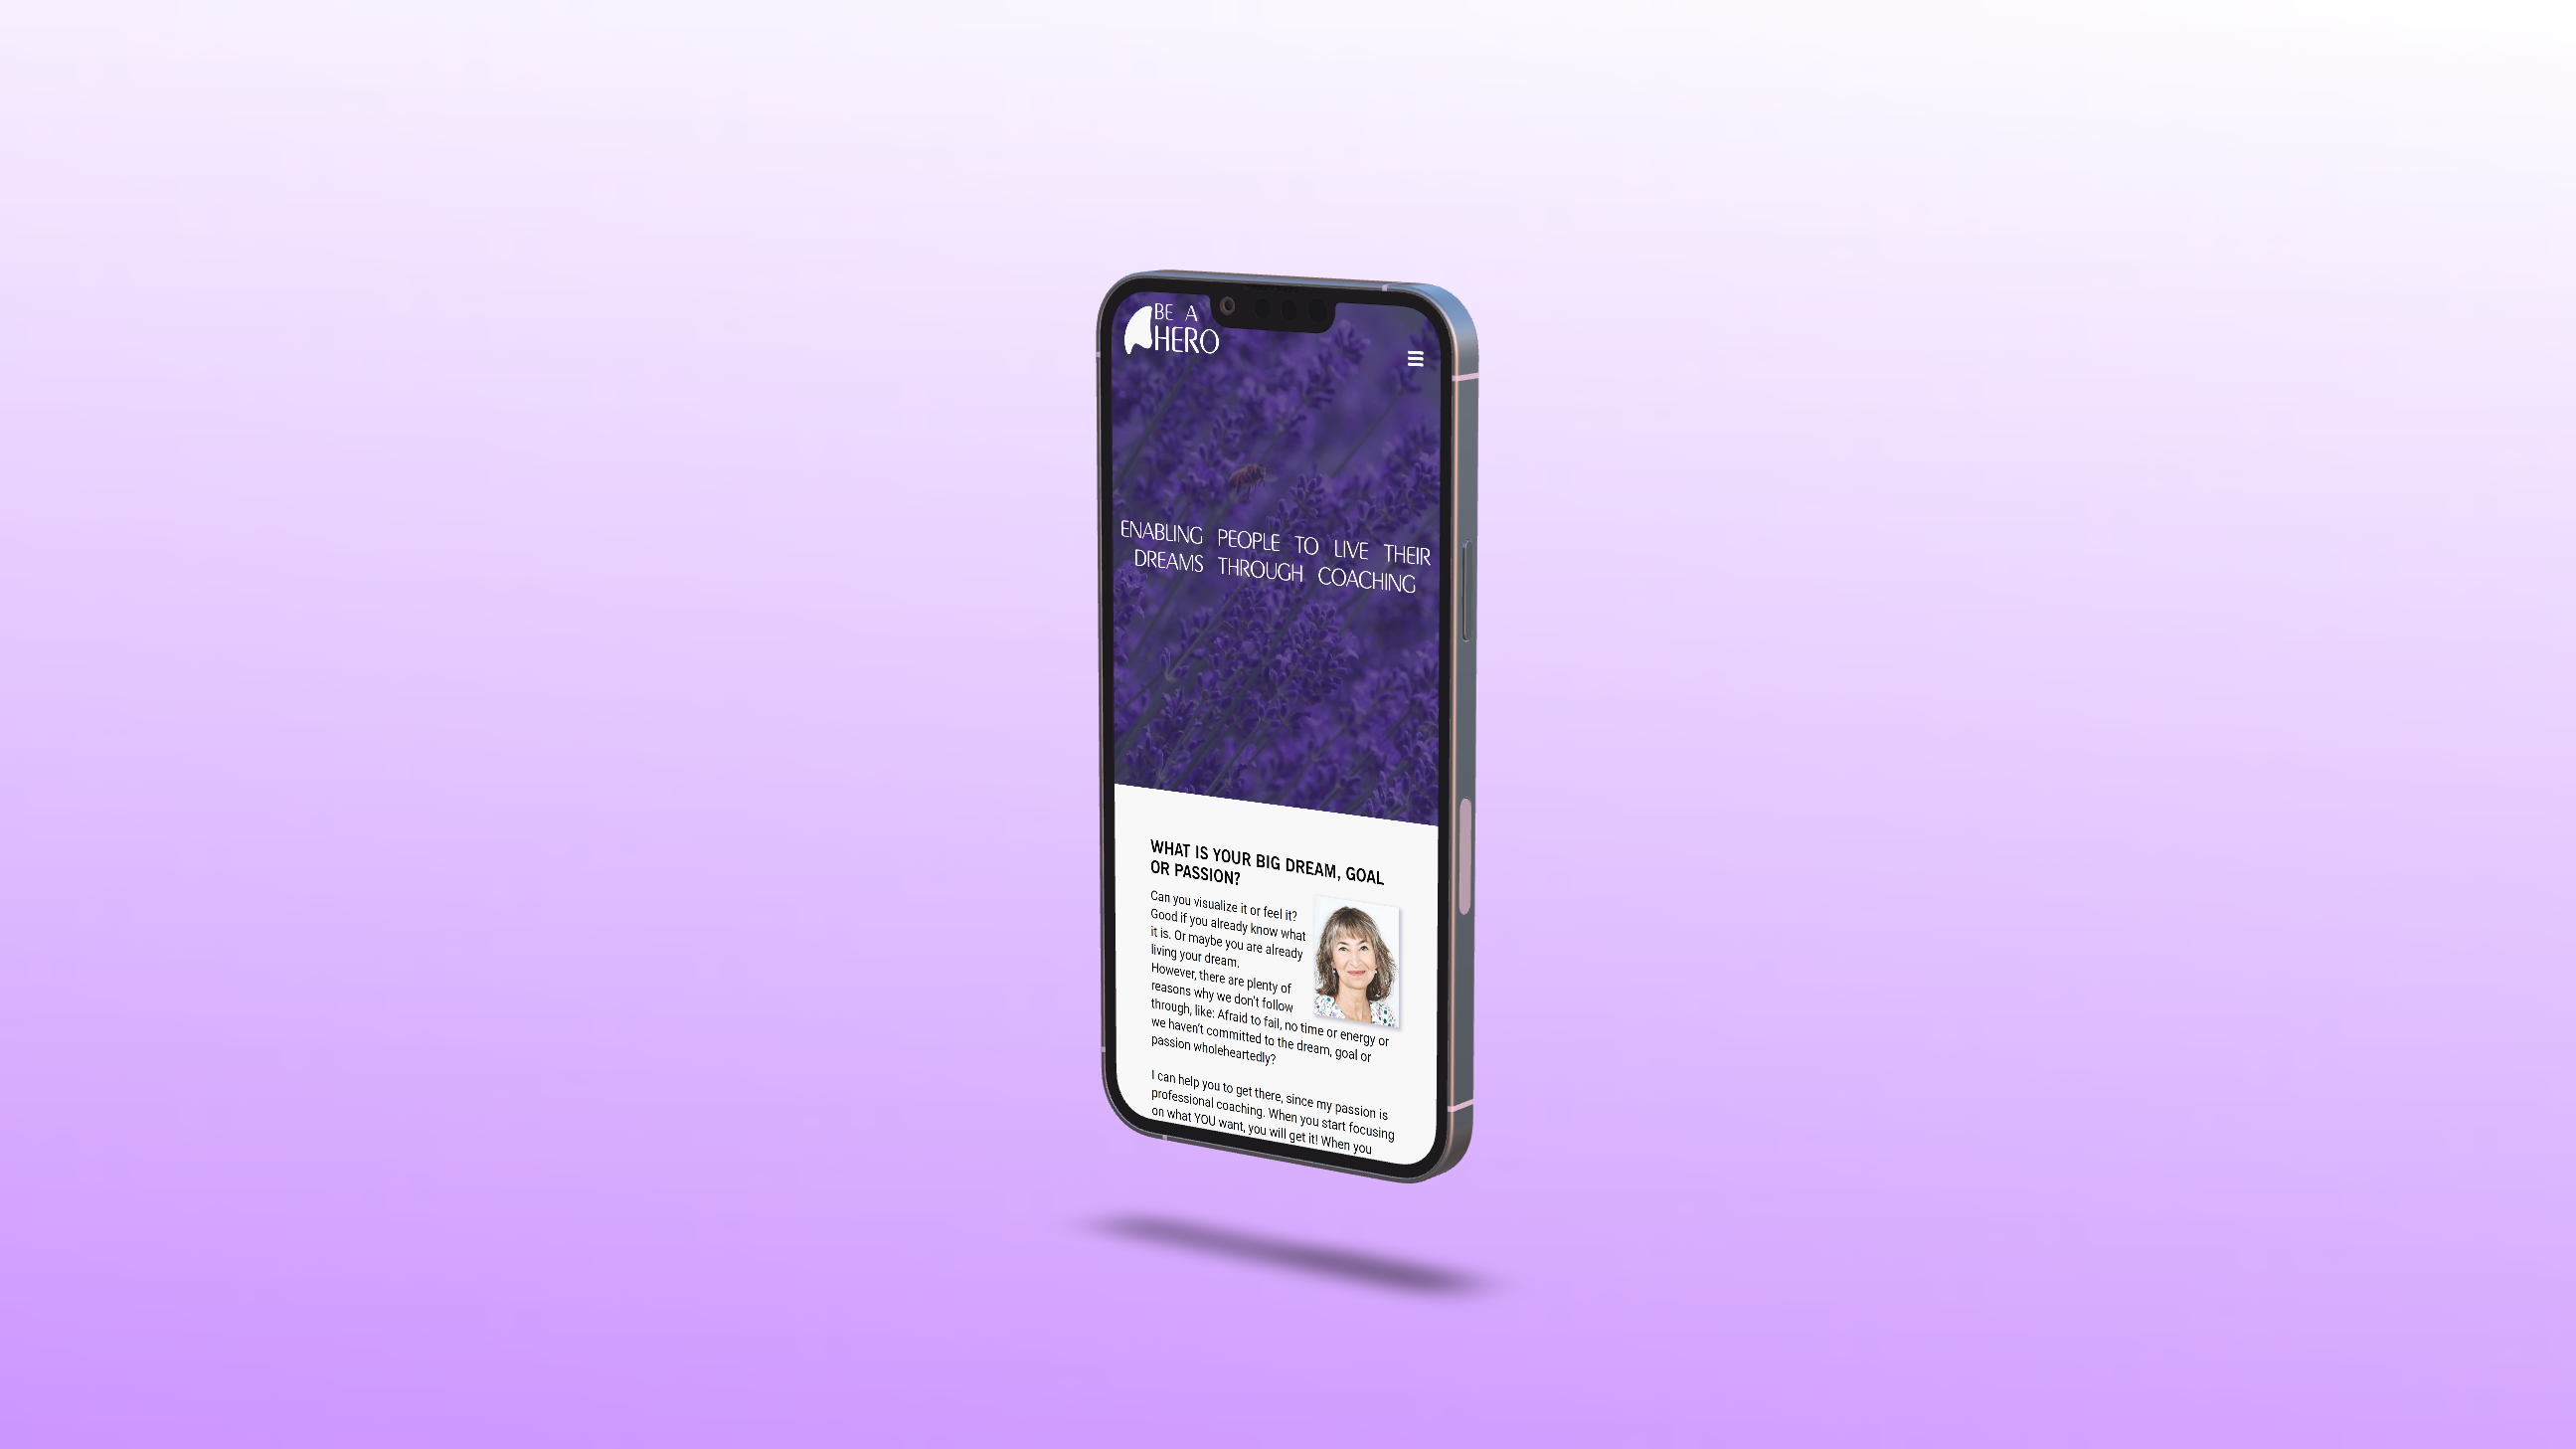 BE A
HERO
ENABLING PEOPLE TO LIVE THEIR
DREAMS THROUGH COACHING
WHAT IS YOUR BIG DREAM, GOAL
OR PASSION?
Can you visualize it or feel it?
Good if you already know what
it is. Or maybe you are already
living your dream.
However, there are plenty of
reasons why we don't follow
through, like: Afraid to fail, no time or energy or
we haven't committed to the dream, goal or
passion wholeheartedly?
I can help you to get there, since my passion is
professional coaching. When you start focusing
on what YOU want, you will get it! When you